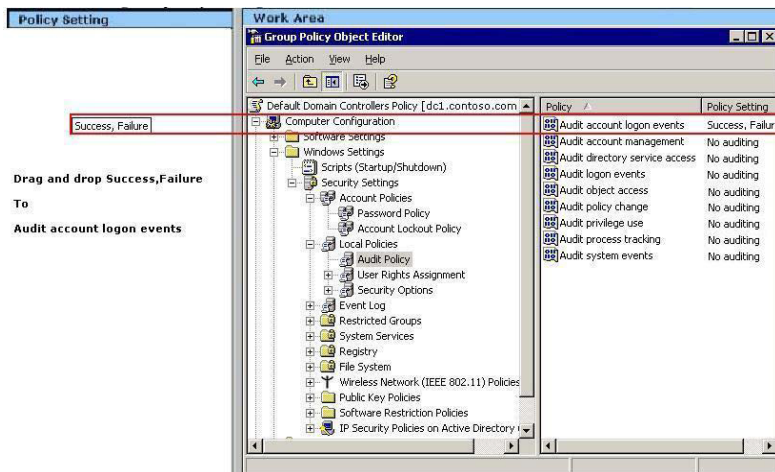 Policy Setting
Work Area
Group Policy Object Editor
File Action View Help
Default Domain Controllers Policy [dc1.contoso.com
Policy
Policy Setting
Success, Failure
Computer Configuration
Software Settings
Windows Settings
Scripts (Startup/Shutdown)
Security Settings
Account Policies
Password Policy
Account Lockout Policy
Local Policies
Audit Policy
User Rights Assignment
Security Options
Event Log
Restricted Groups
System Services
Registry
File System
Wireless Network (IEEE 802.11) Policies
Public Key Policies
Software Restriction Policies
IP Security Policies on Active Directory
Audit account logon events Success, Failur
Audit account management No auditing
Audit directory service access No auditing
Audit logon events No auditing
Audit object access No auditing
Audit policy change No auditing
Audit privilege use No auditing
Audit process tracking No auditing
Audit system events No auditing
Drag and drop Success,Failure
To
Audit account logon events